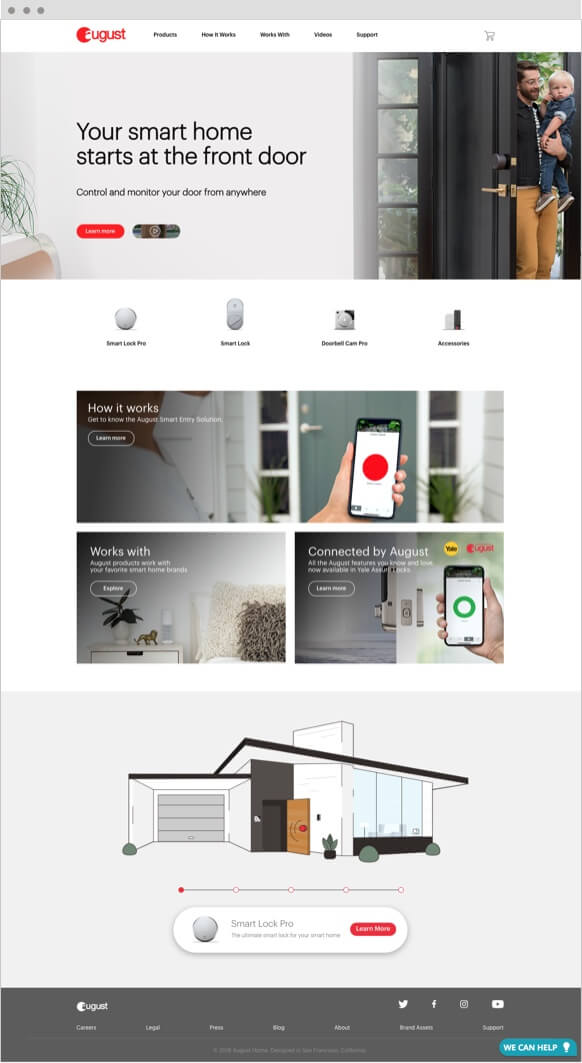 august
Products
How It Works
Works With
Videos
Support
Your smart home
starts at the front door
Control and monitor your door from anywhere
Learn more
Smart Lock Pro
Smart Lock
Doorbell Cam Pro
Accessories
How it works
Get to know the August Smart Entry Solution.
Learn more
Works with
August products work with
your favorite smart home brands
Explore
Connected by August
All the August features you know and love,
now available in Yale Assure Locks
Learn more
Yale
august
Smart Lock Pro
The ultimate smart lock for your smart home
Learn More
august
Careers
Legal
Press
Blog
About
Brand Assets
Support
© 2018 August Home. Designed in San Francisco, California.
WE CAN HELP